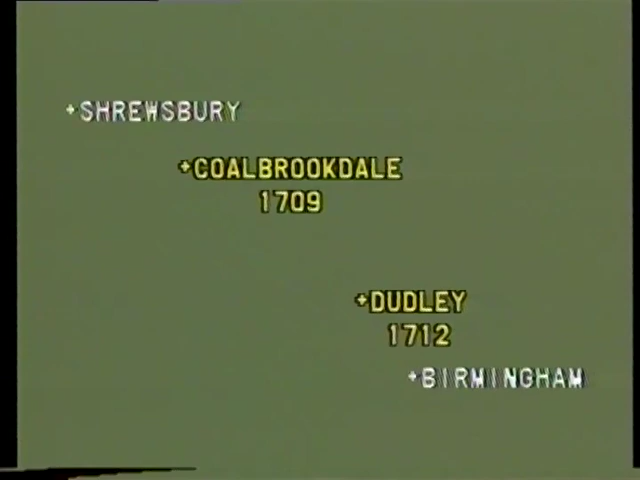 +SHREWSBURY
+COALBROOKDALE
1709
+DUDLEY
1712
+BIRMINGHAM